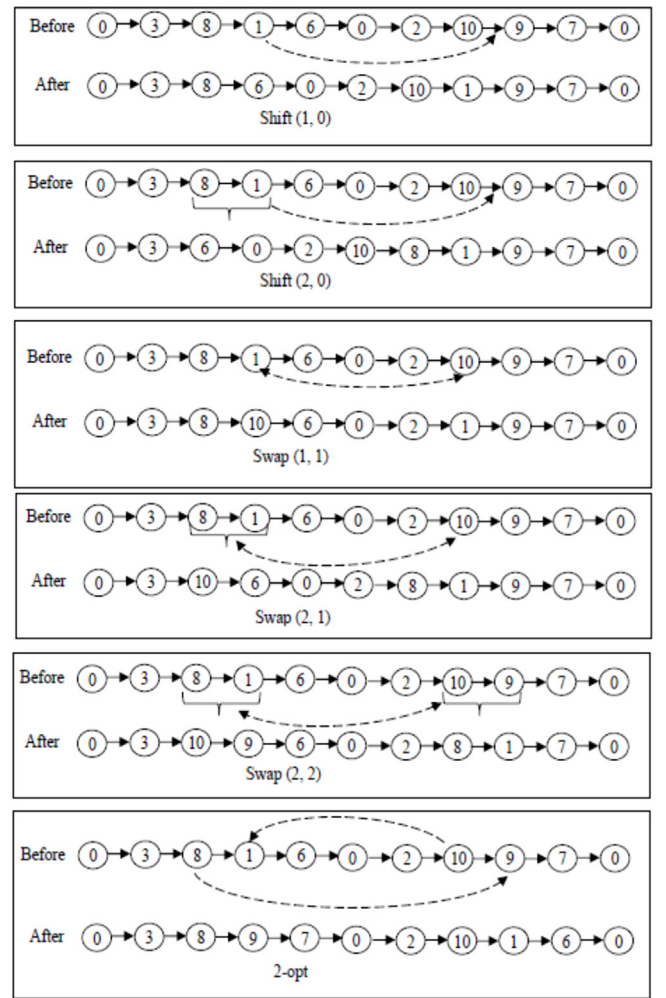 Before 0 3 8 1 6 0 2 10 9 7 0
After 0 3 8 6 0 2 10 1 9 7 0
Shift (1, 0)
Before 0 3 8 1 6 0 2 10 9 7 0
After 0 3 6 0 2 10 8 1 9 7 0
Shift (2, 0)
Before 0 3 8 1 6 0 2 10 9 7 0
After 0 3 8 10 6 0 2 1 9 7 0
Swap (1, 1)
Before 0 3 8 1 6 0 2 10 9 7 0
After 0 3 10 6 0 2 8 1 9 7 0
Swap (2, 1)
Before 0 3 8 1 6 0 2 10 9 7 0
After 0 3 10 9 6 0 2 8 1 7 0
Swap (2, 2)
Before 0 3 8 1 6 0 2 10 9 7 0
After 0 3 8 9 7 0 2 10 1 6 0
2-opt